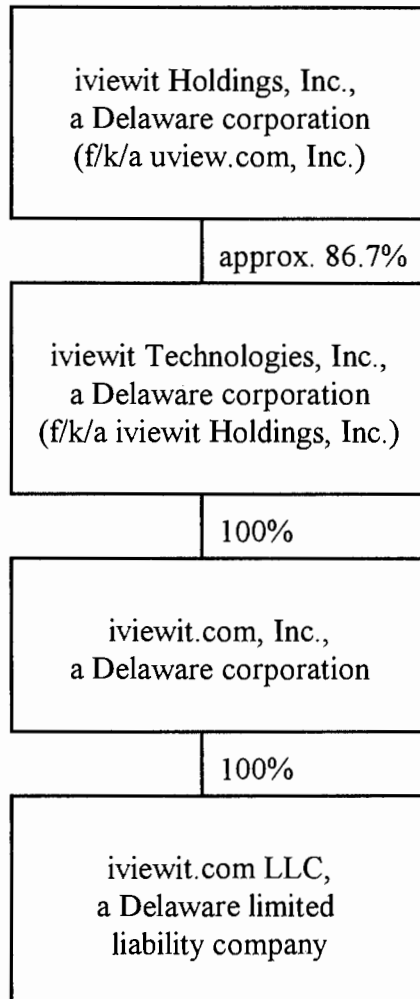 iviewit Holdings, Inc.,
a Delaware corporation
(f/k/a uview.com, Inc.)
approx. 86.7%
iviewit Technologies, Inc.,
a Delaware corporation
(f/k/a iviewit Holdings, Inc.)
100%
iviewit.com, Inc.,
a Delaware corporation
100%
iviewit.com LLC,
a Delaware limited
liability company